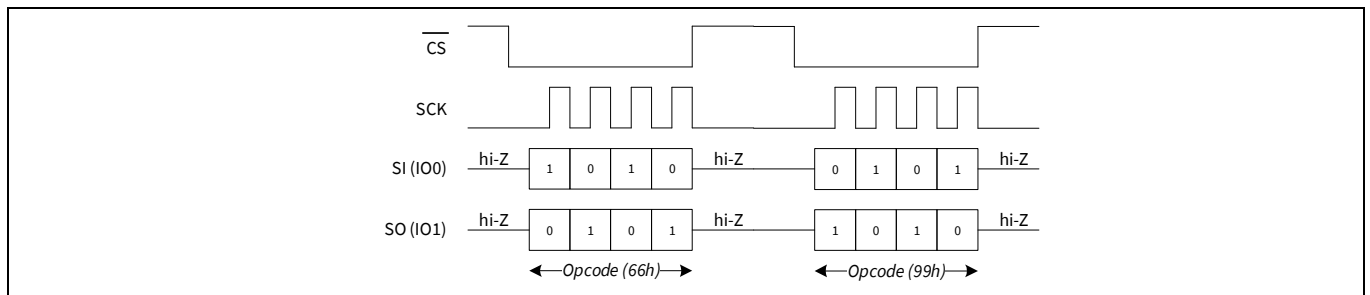 CS
SCK
SI (IO0) hi-Z 1 0 1 0 hi-Z 0 1 0 1 hi-Z
SO (IO1) hi-Z 0 1 0 1 hi-Z 1 0 1 0 hi-Z
Opcode (66h) Opcode (99h)